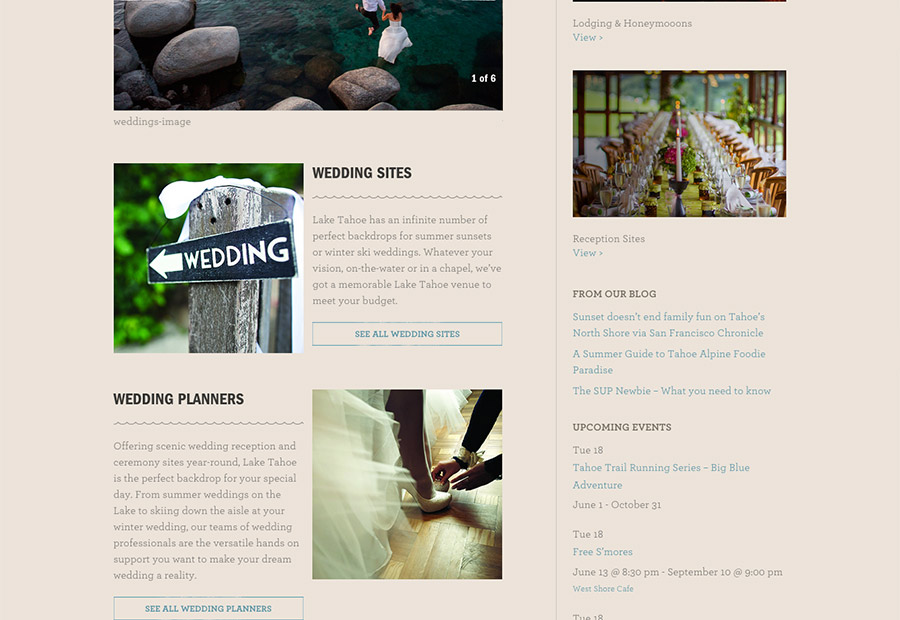 1 of 6
weddings-image
WEDDING
WEDDING SITES
Lake Tahoe has an infinite number of
perfect backdrops for summer sunsets
or winter ski weddings. Whatever your
vision, on-the-water or in a chapel, we've
got a memorable Lake Tahoe venue to
meet your budget.
SEE ALL WEDDING SITES
WEDDING PLANNERS
Offering scenic wedding reception and
ceremony sites year-round, Lake Tahoe
is the perfect backdrop for your special
day. From summer weddings on the
Lake to skiing down the aisle at your
winter wedding, our teams of wedding
professionals are the versatile hands on
support you want to make your dream
wedding a reality.
SEE ALL WEDDING PLANNERS
Lodging & Honeymooons
View >
Reception Sites
View >
FROM OUR BLOG
Sunset doesn't end family fun on Tahoe's
North Shore via San Francisco Chronicle
A Summer Guide to Tahoe Alpine Foodie
Paradise
The SUP Newbie – What you need to know
UPCOMING EVENTS
Tue 18
Tahoe Trail Running Series – Big Blue
Adventure
June 1 - October 31
Tue 18
Free S'mores
June 13 @ 8:30 pm - September 10 @ 9:00 pm
West Shore Cafe
Tue 18